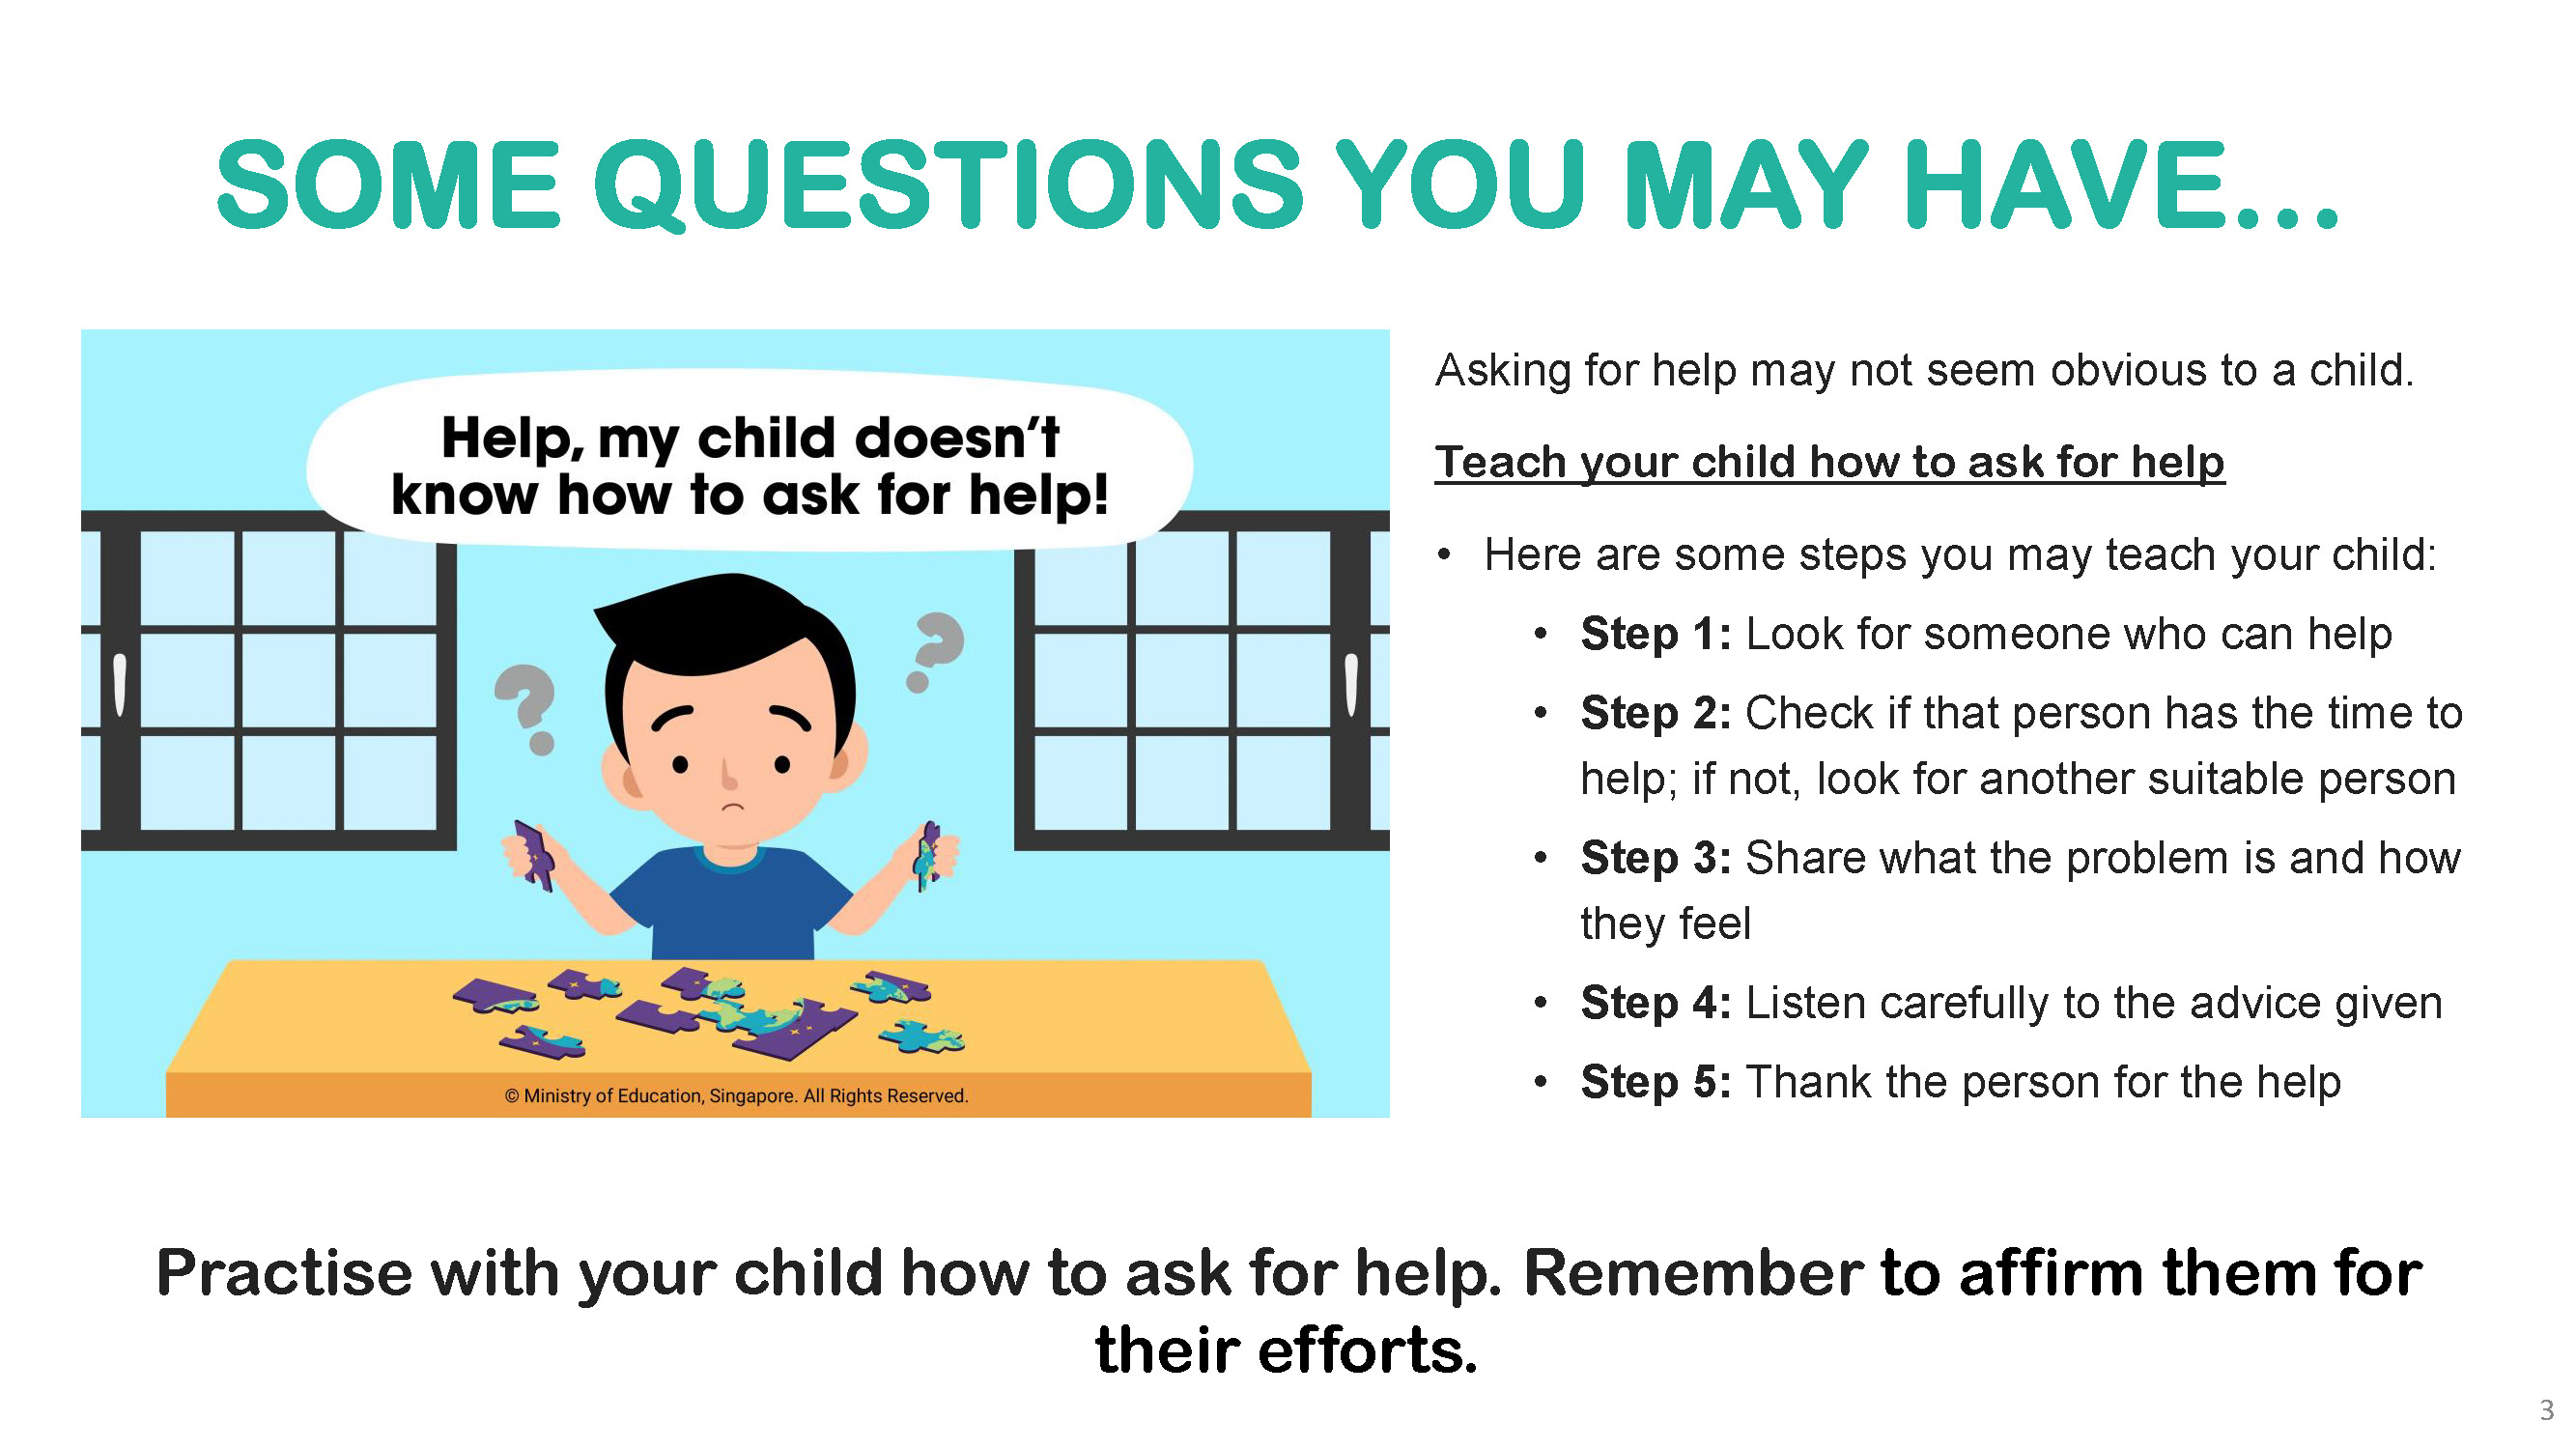 SOME QUESTIONS YOU MAY HAVE...
Help, my child doesn't
know how to ask for help!
© Ministry of Education, Singapore. All Rights Reserved.
Asking for help may not seem obvious to a child.
Teach your child how to ask for help
• Here are some steps you may teach your child:
• Step 1: Look for someone who can help
• Step 2: Check if that person has the time to
help; if not, look for another suitable person
• Step 3: Share what the problem is and how
they feel
• Step 4: Listen carefully to the advice given
• Step 5: Thank the person for the help
Practise with your child how to ask for help. Remember to affirm them for
their efforts.
3